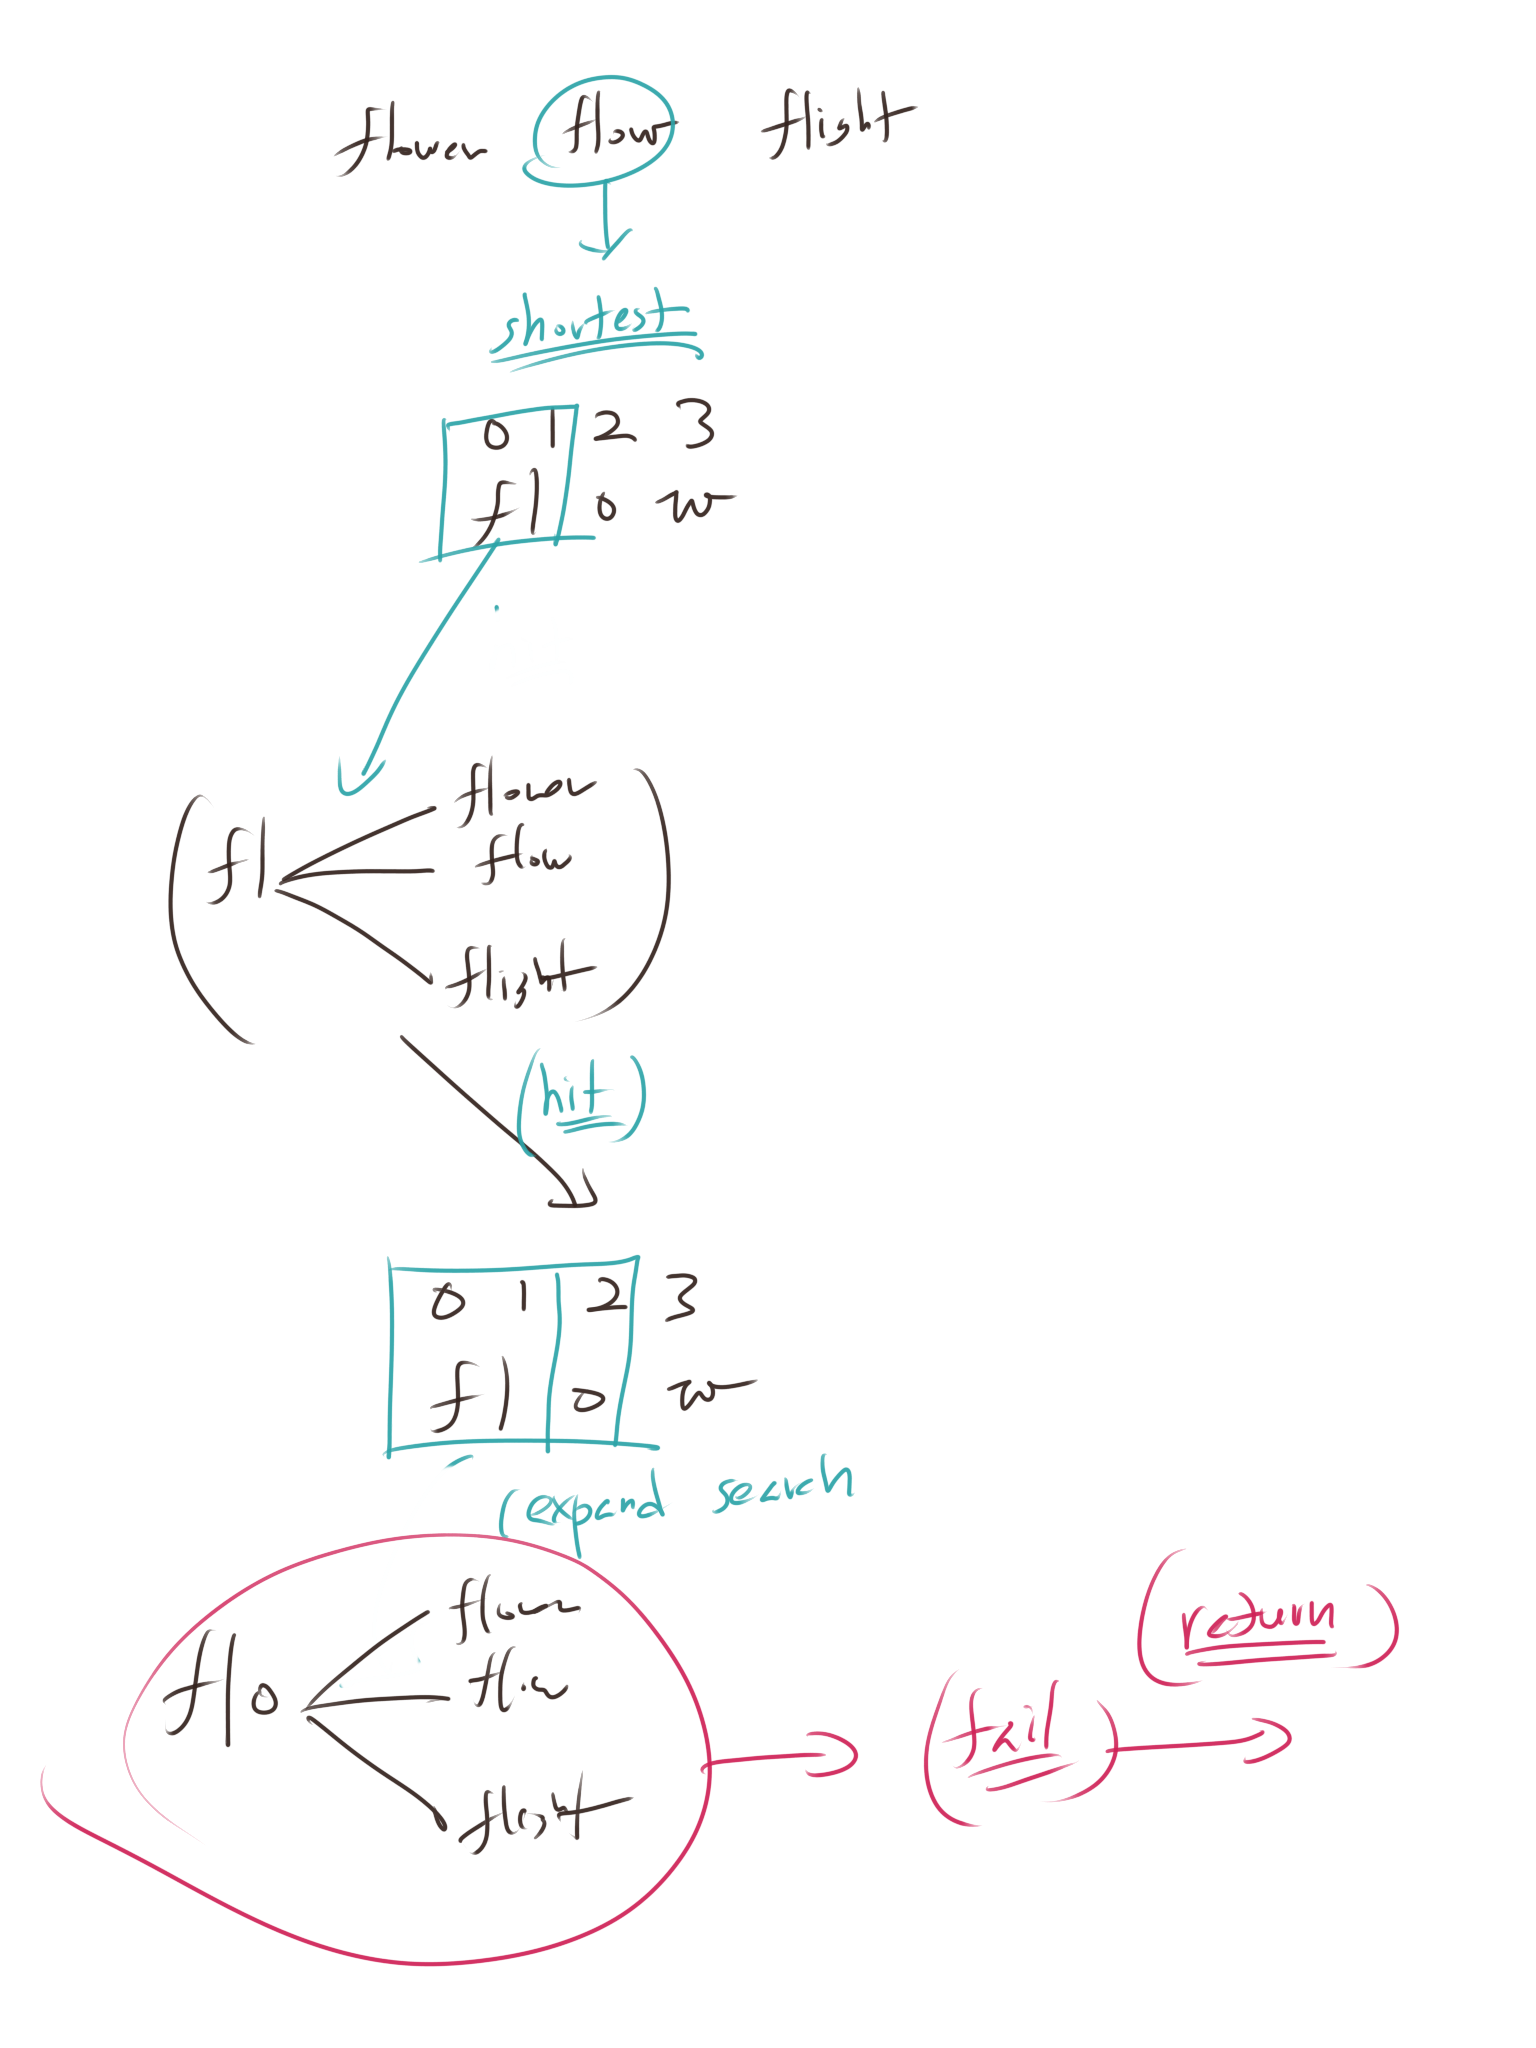 flower flow flight
shortest
0 1 2 3
f l o w
fl
flower
flow
flight
(hit)
0 1 2 3
f l o w
(expand search
flo
flower
flow
flight
(fail)
(return)